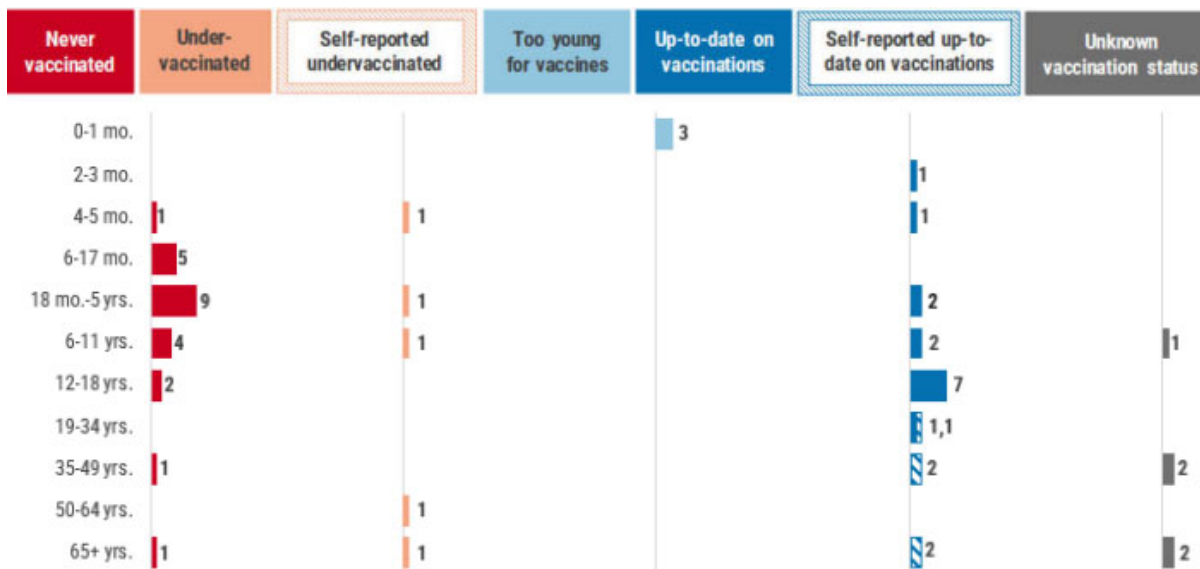 Never
vaccinated
Under-
vaccinated
Self-reported
undervaccinated
Too young
for vaccines
Up-to-date on
vaccinations
Self-reported up-to-
date on vaccinations
Unknown
vaccination status
0-1 mo. 3
2-3 mo. 1
4-5 mo. 1 1 1
6-17 mo. 5
18 mo.-5 yrs. 9 1 2
6-11 yrs. 4 1 2 1
12-18 yrs. 2 7
19-34 yrs. 1,1
35-49 yrs. 1 2 2
50-64 yrs. 1
65+ yrs. 1 1 2 2